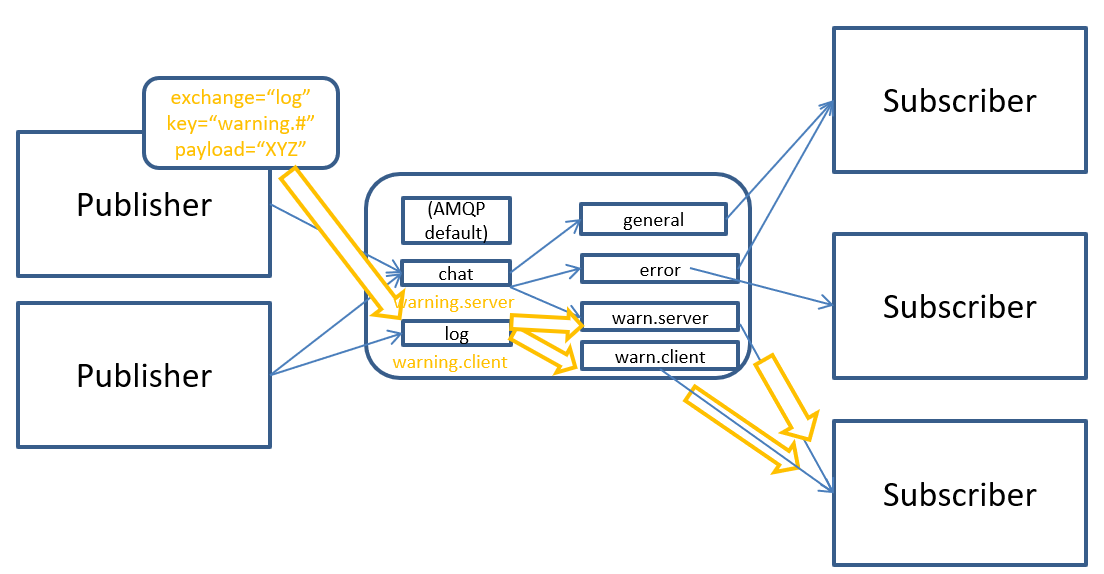 exchange=“log”
key=“warning.#”
payload=“XYZ”
Publisher
Publisher
(AMQP
default)
chat
warning.server
log
warning.client
general
error
warn.server
warn.client
Subscriber
Subscriber
Subscriber